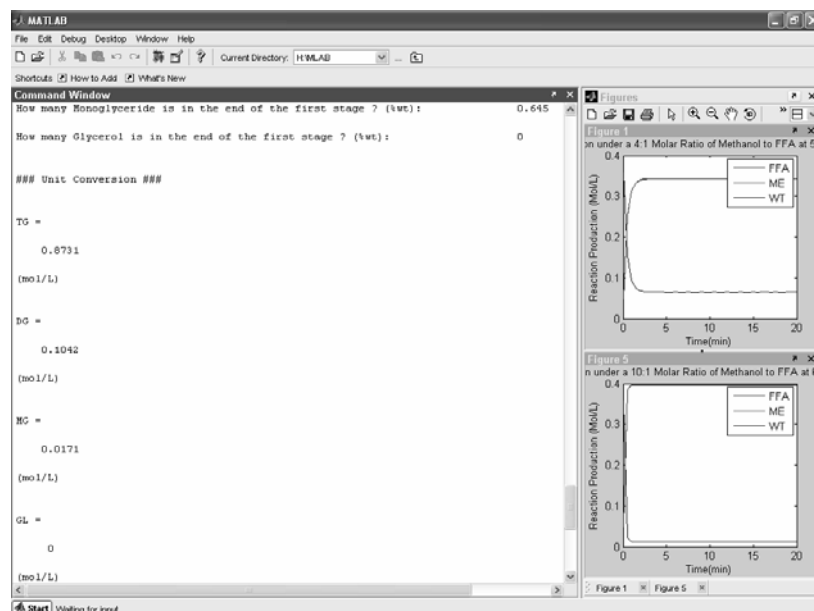 MATLAB
File Edit Debug Desktop Window Help
Current Directory: H:\MLAB
Shortcuts How to Add What's New
Command Window
How many Monoglyceride is in the end of the first stage ? (%wt): 0.645
How many Glycerol is in the end of the first stage ? (%wt): 0
### Unit Conversion ###
TG =
0.8731
(mol/L)
DG =
0.1042
(mol/L)
MG =
0.0171
(mol/L)
GL =
0
(mol/L)
Start Waiting for input
Figures
Figure 1
on under a 4:1 Molar Ratio of Methanol to FFA at
0.4
0.3
0.2
0.1
0
Reaction Production (Mol/L)
FFA
ME
WT
0 5 10 15 20
Time(min)
Figure 5
n under a 10:1 Molar Ratio of Methanol to FFA at
0.4
0.3
0.2
0.1
0
Reaction Production (Mol/L)
FFA
ME
WT
0 5 10 15 20
Time(min)
Figure 1 Figure 5